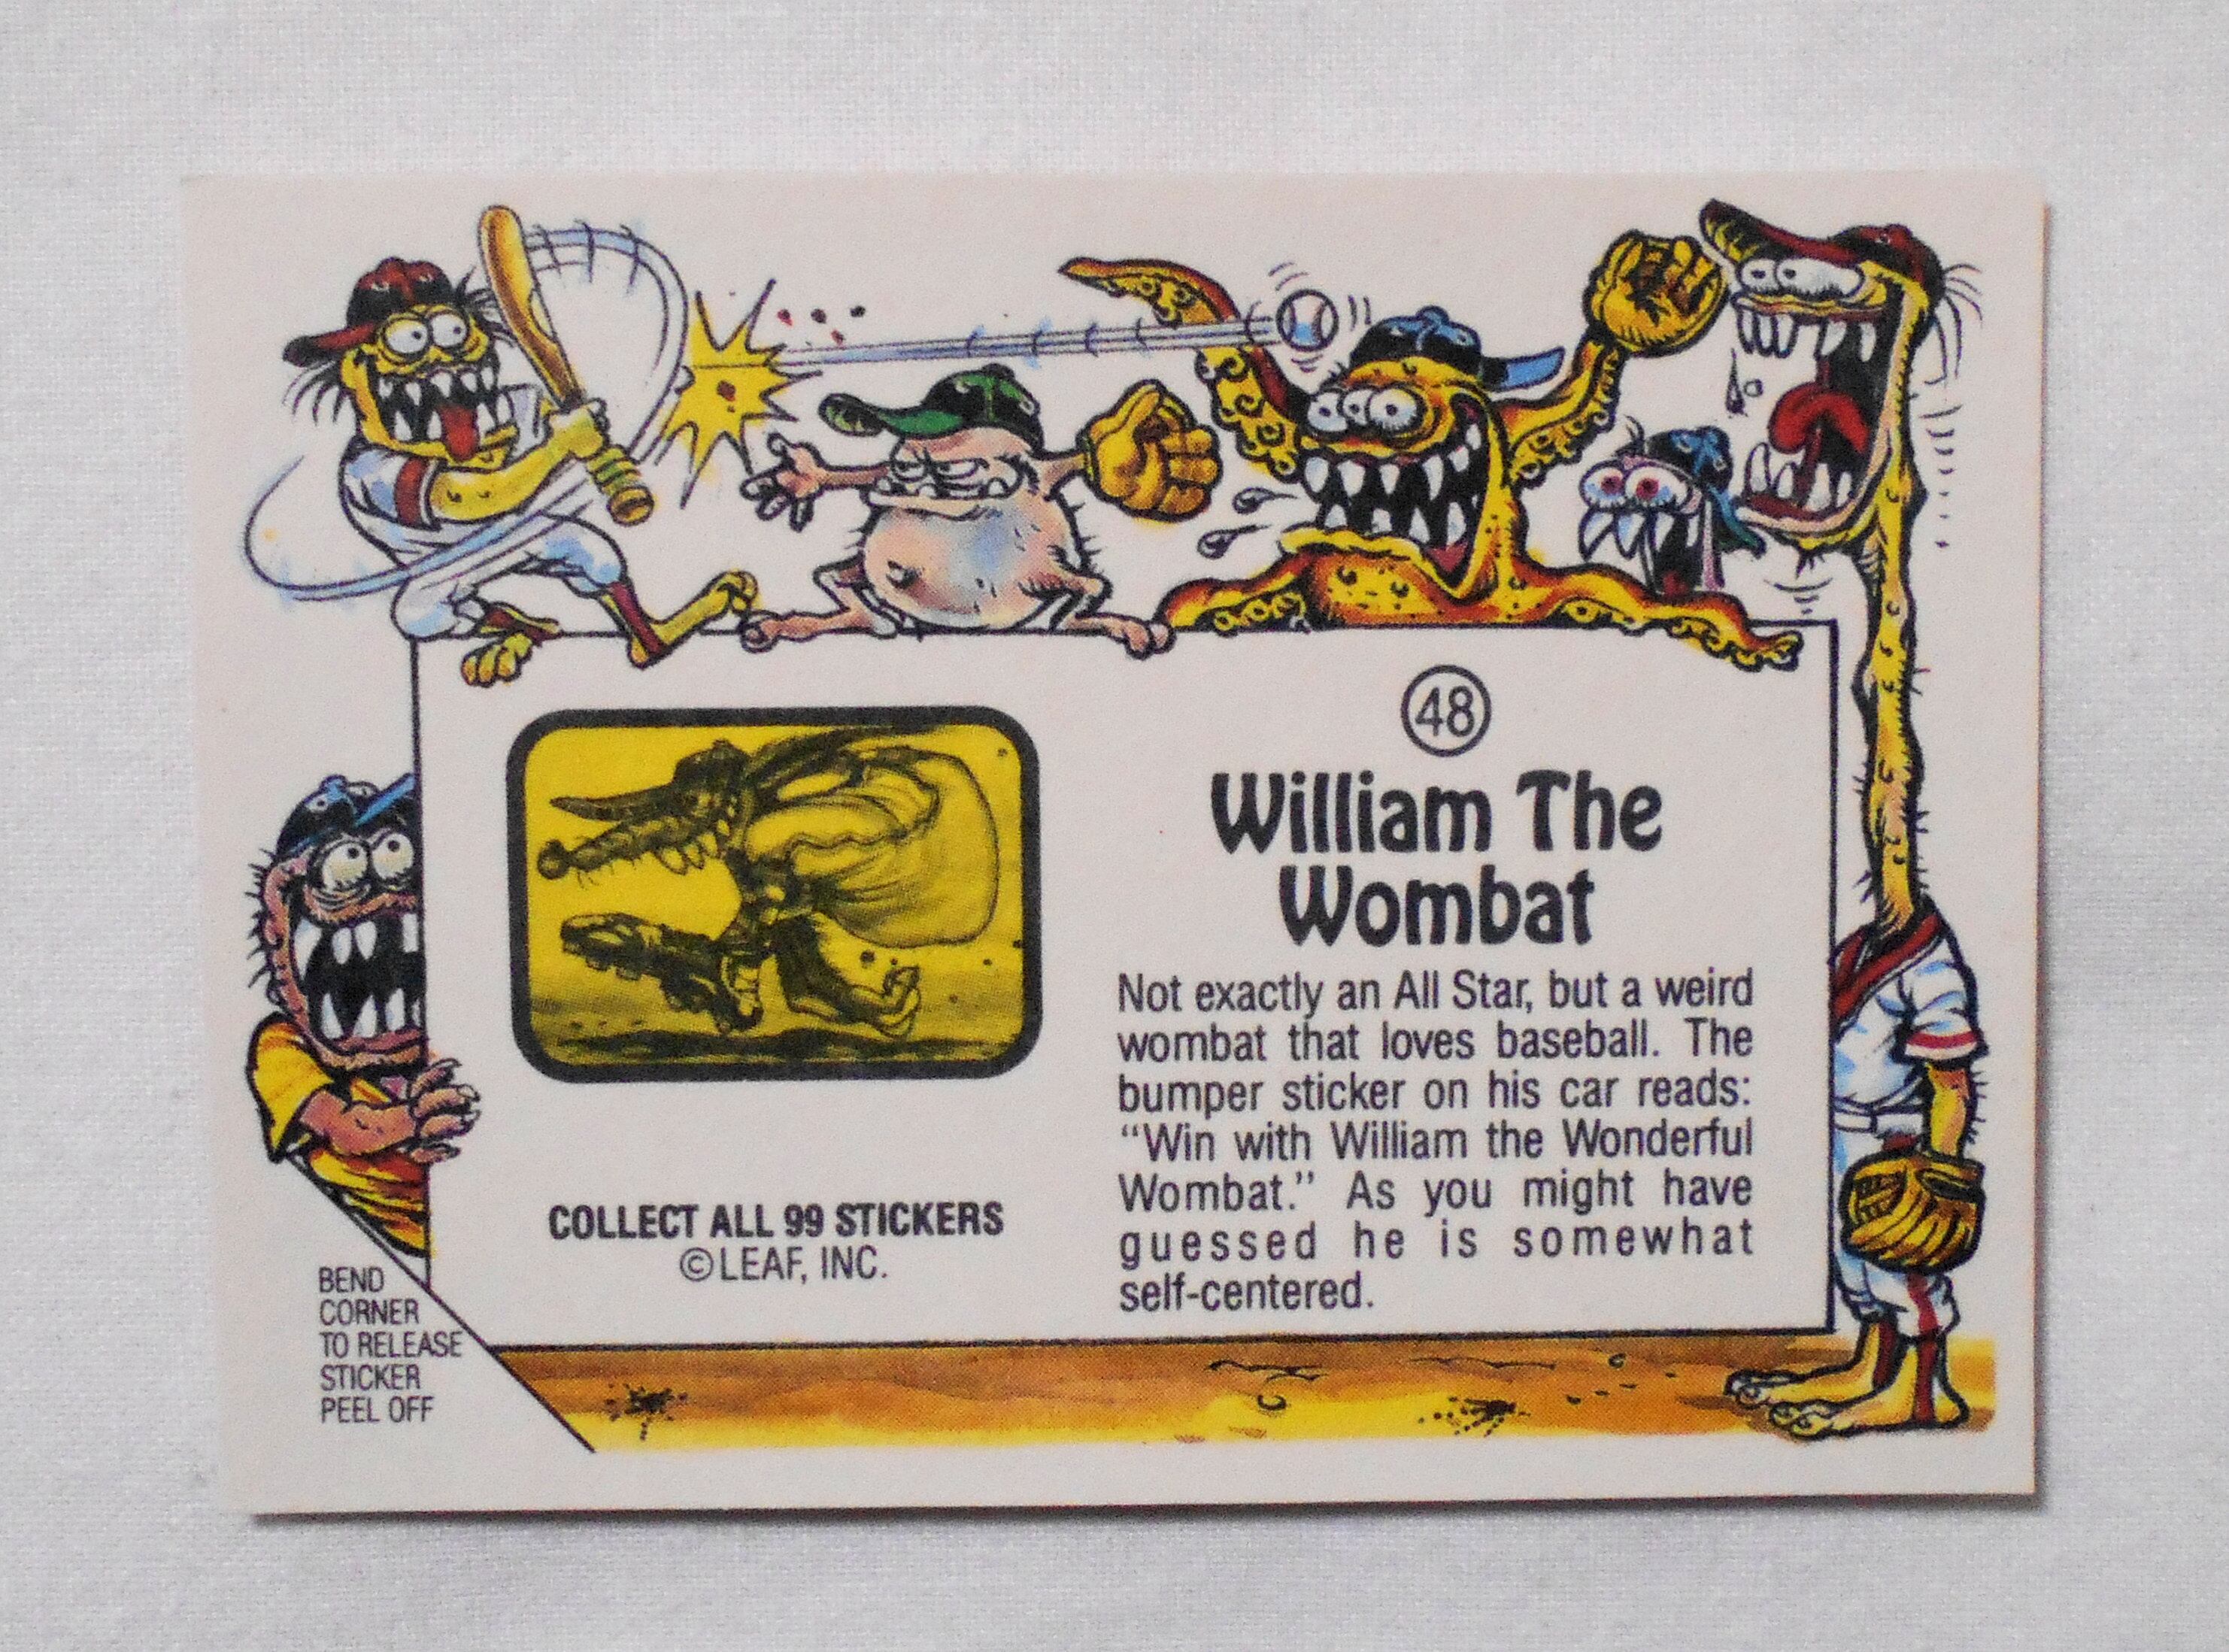 48
William The
Wombat
Not exactly an All Star, but a weird
wombat that loves baseball. The
bumper sticker on his car reads:
“Win with William the Wonderful
Wombat.” As you might have
guessed he is somewhat
self-centered.
COLLECT ALL 99 STICKERS
©LEAF, INC.
BEND
CORNER
TO RELEASE
STICKER
PEEL OFF